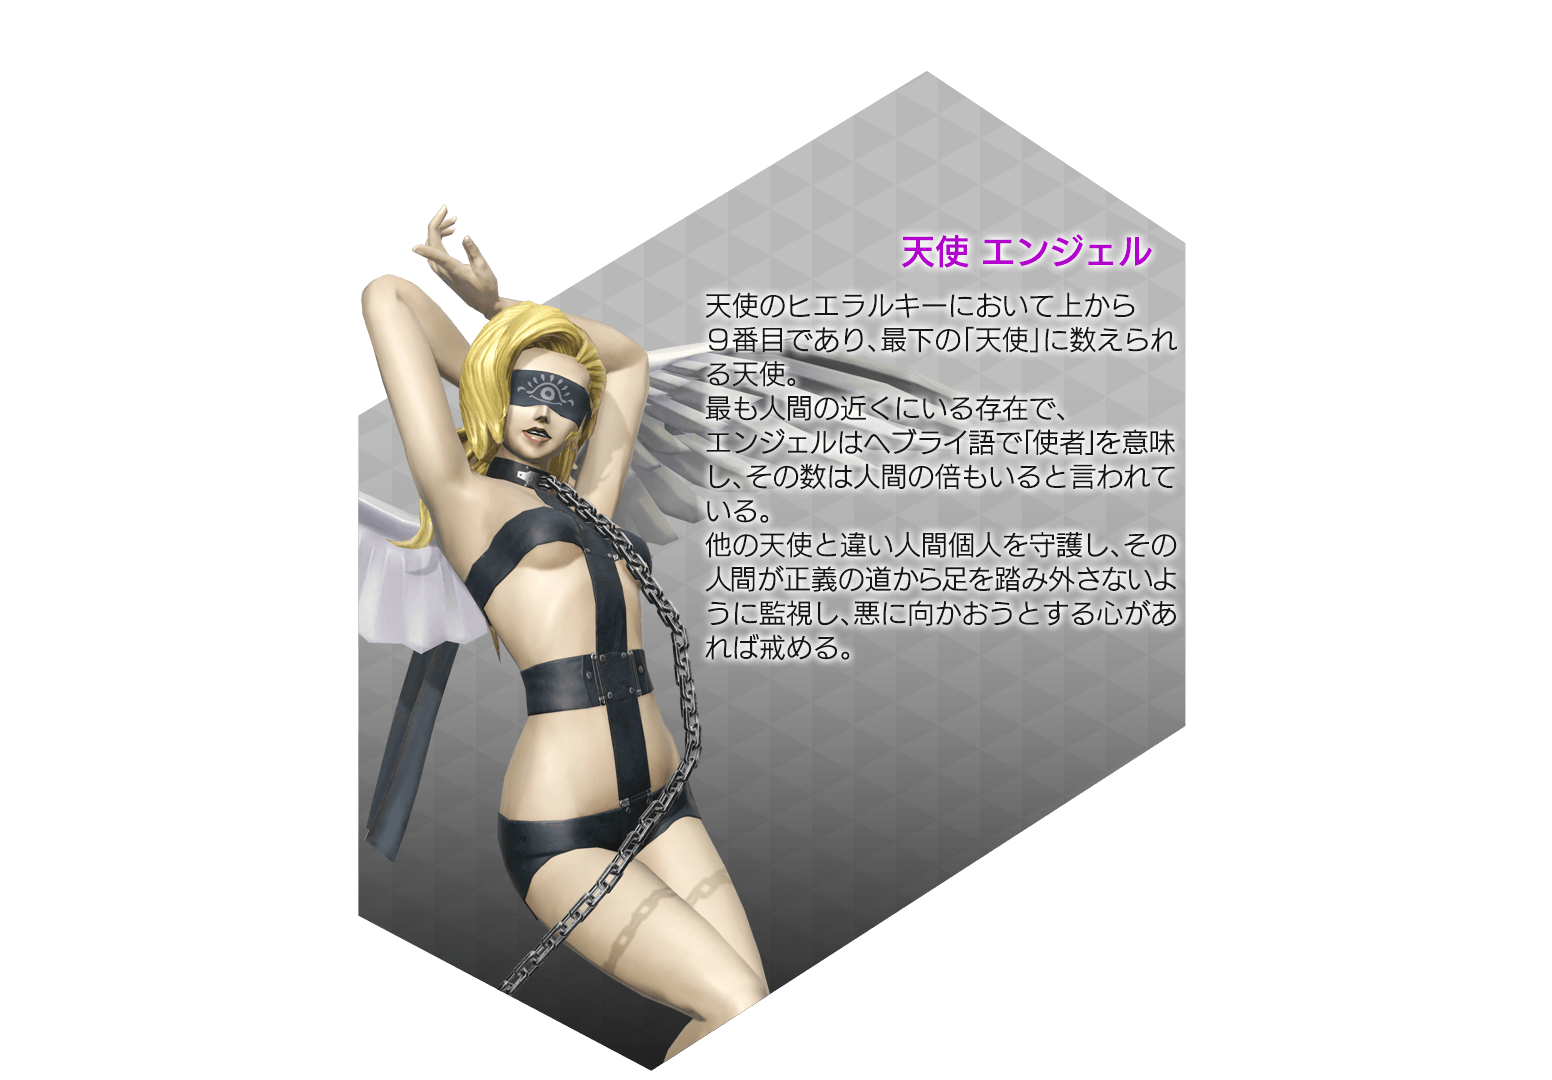 天使 エンジェル
天使のヒエラルキーにおいて上から
９番目であり、最下の「天使」に数えられ
る天使。
最も人間の近くにいる存在で、
エンジェルはヘブライ語で「使者」を意味
し、その数は人間の倍もいると言われて
いる。
他の天使と違い人間個人を守護し、その
人間が正義の道から足を踏み外さないよ
うに監視し、悪に向かおうとする心があ
れば戒める。